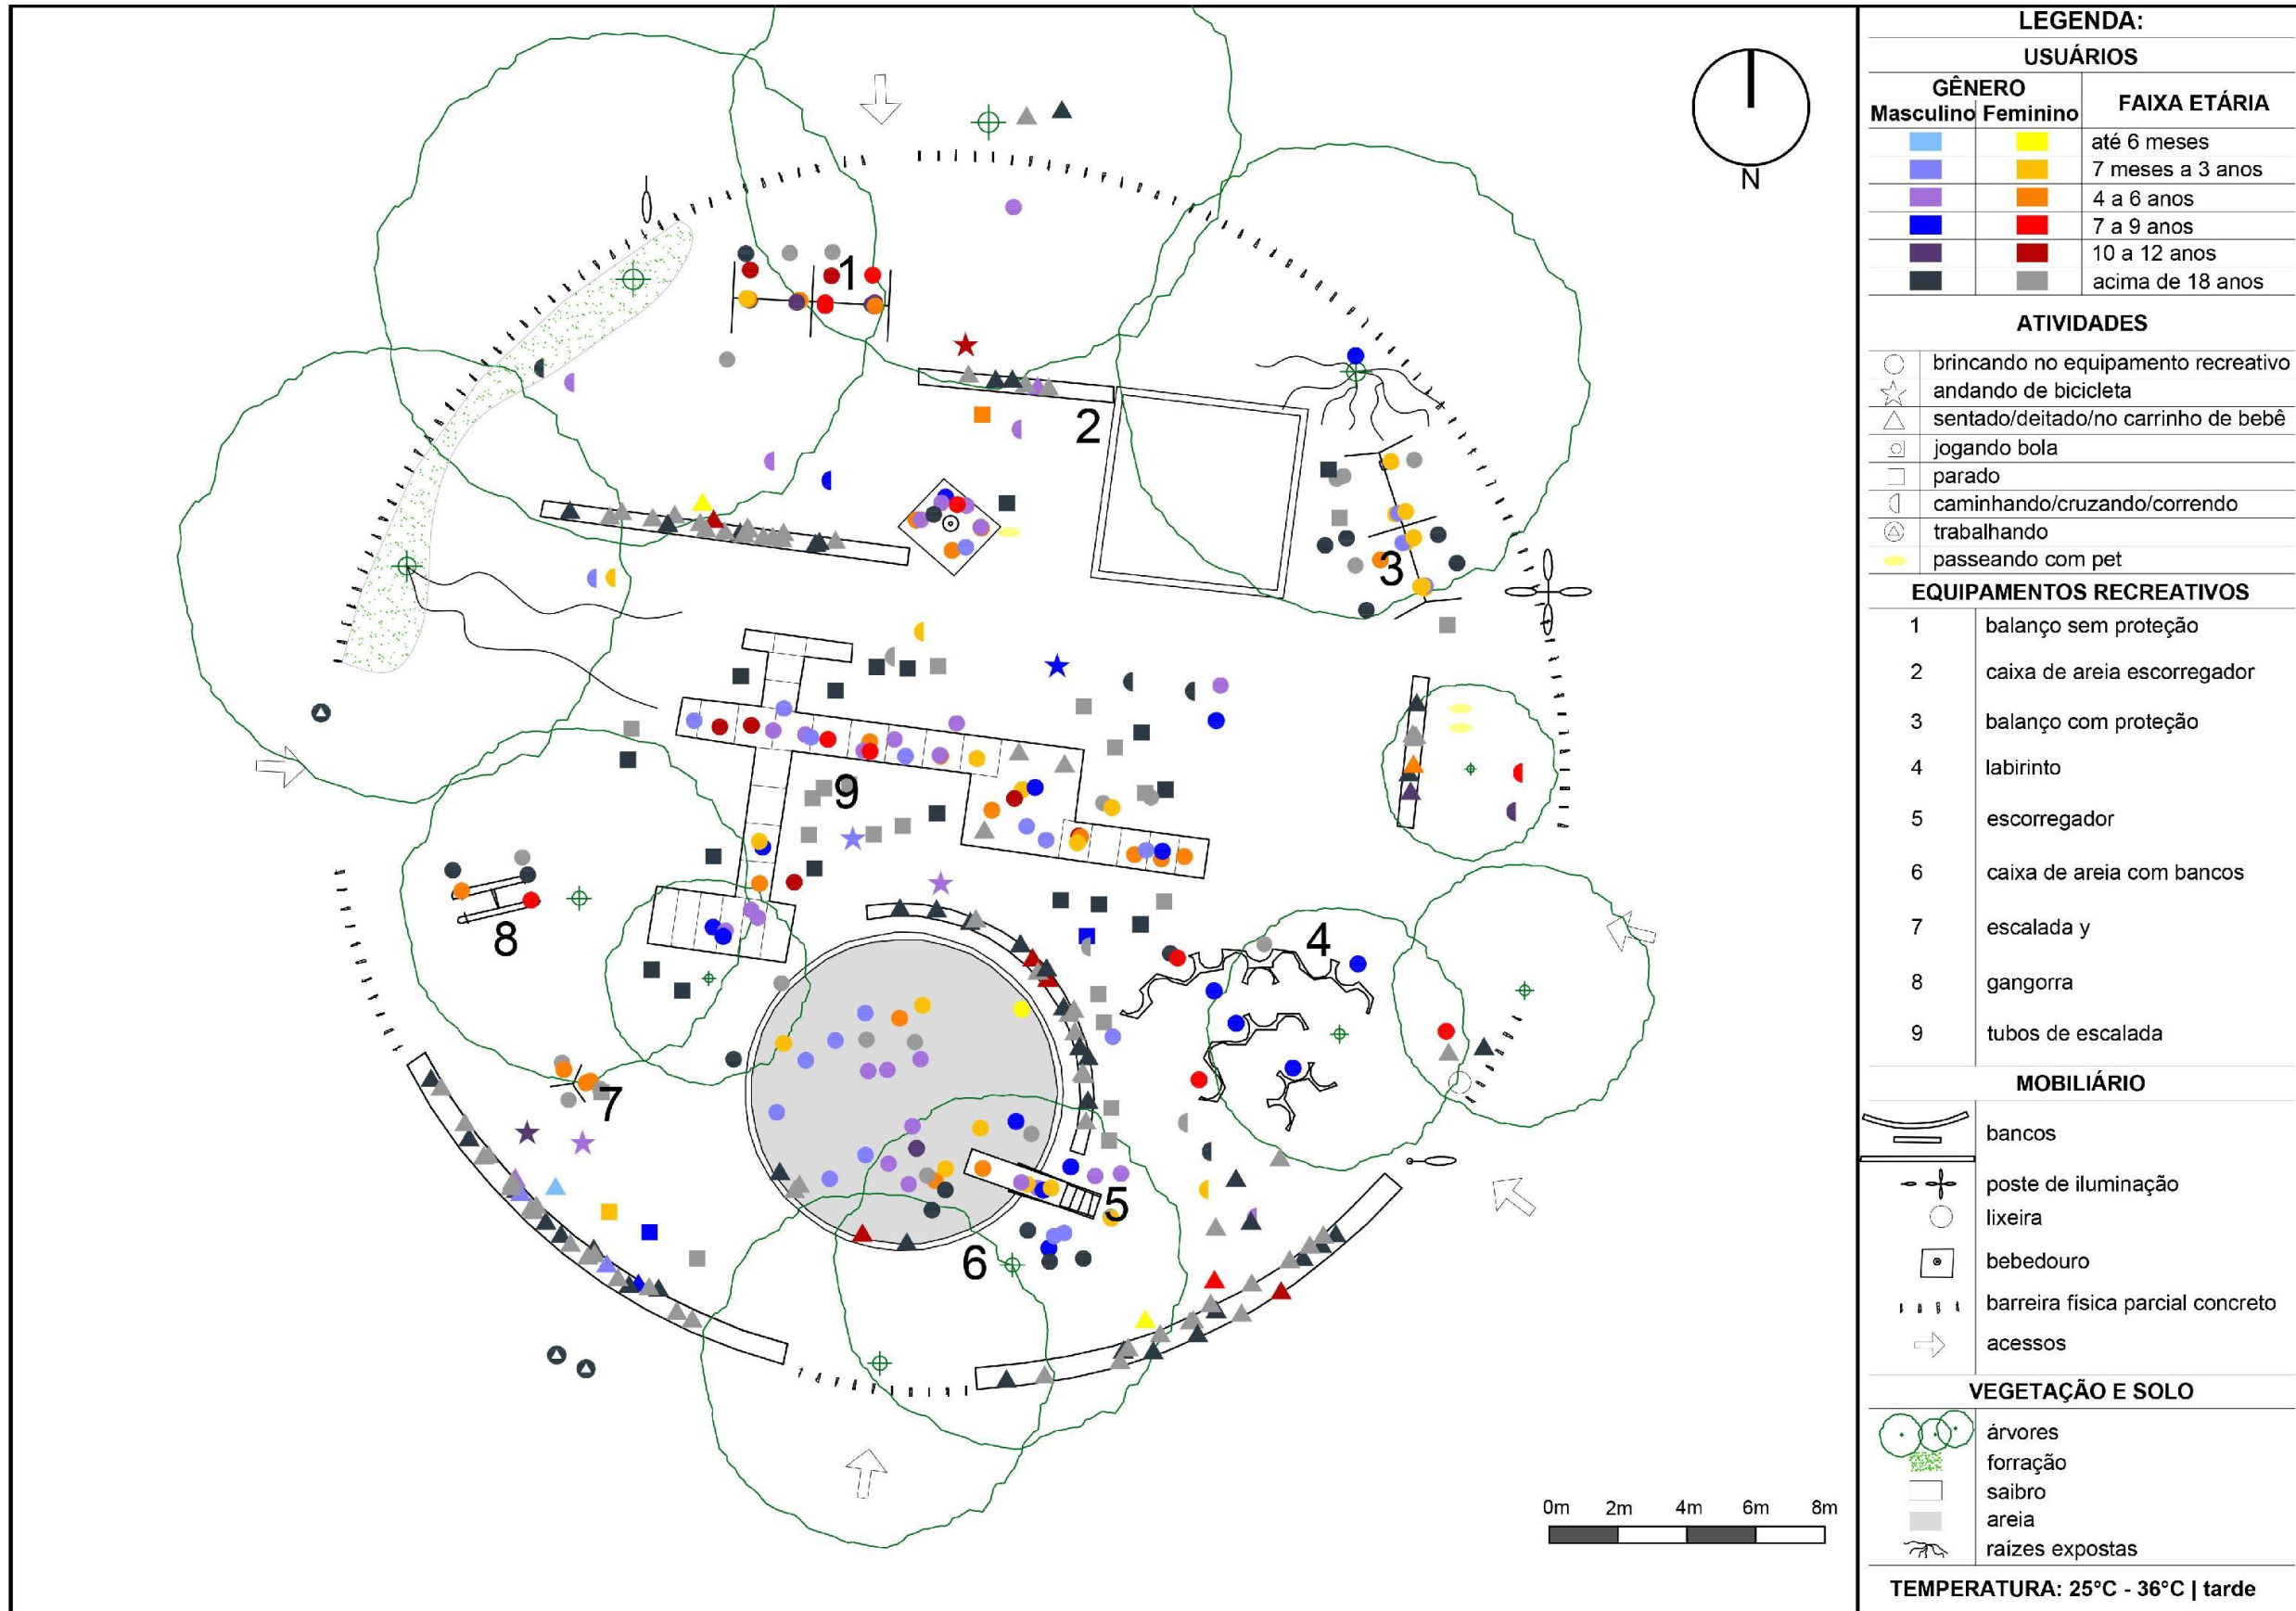 N
1
2
3
9
8
4
7
5
6
0m 2m 4m 6m 8m
LEGENDA:
USUÁRIOS
GÊNERO
Masculino Feminino
FAIXA ETÁRIA
até 6 meses
7 meses a 3 anos
4 a 6 anos
7 a 9 anos
10 a 12 anos
acima de 18 anos
ATIVIDADES
brincando no equipamento recreativo
andando de bicicleta
sentado/deitado/no carrinho de bebê
jogando bola
parado
caminhando/cruzando/correndo
trabalhando
passeando com pet
EQUIPAMENTOS RECREATIVOS
1 balanço sem proteção
2 caixa de areia escorregador
3 balanço com proteção
4 labirinto
5 escorregador
6 caixa de areia com bancos
7 escalada y
8 gangorra
9 tubos de escalada
MOBILIÁRIO
bancos
poste de iluminação
lixeira
bebedouro
barreira física parcial concreto
acessos
VEGETAÇÃO E SOLO
árvores
forração
saibro
areia
raízes expostas
TEMPERATURA: 25°C - 36°C | tarde